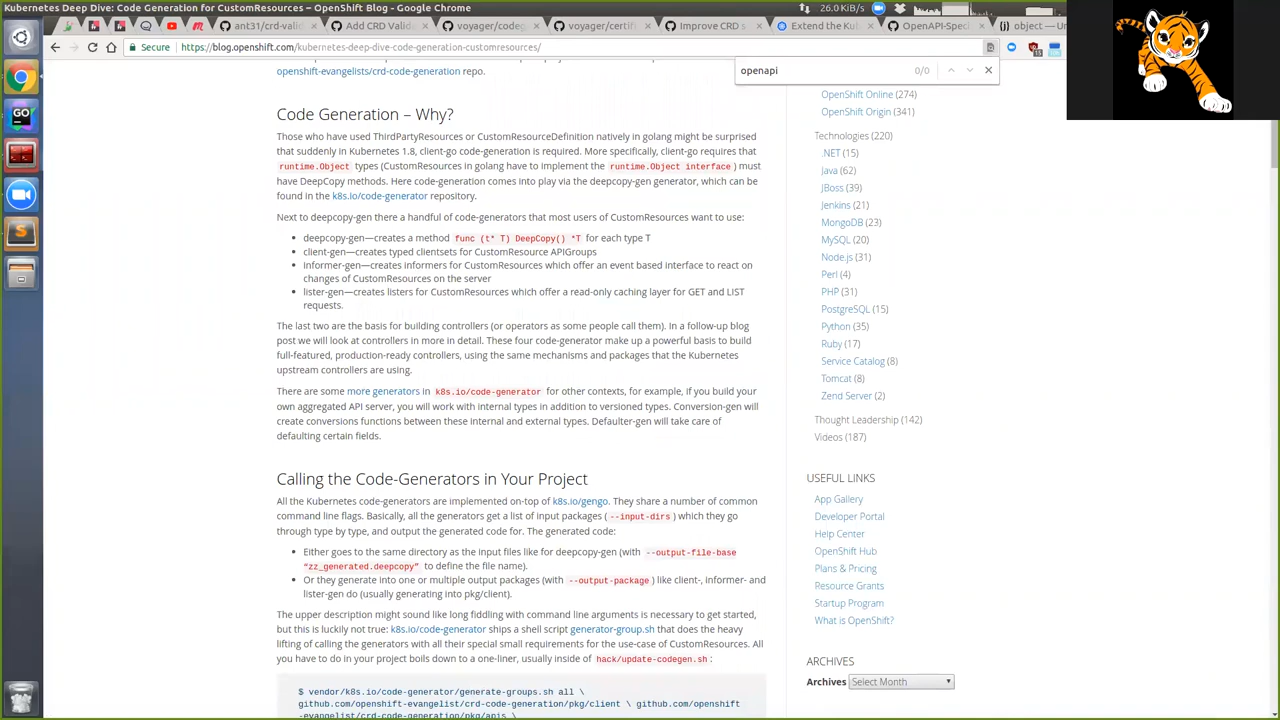 Kubernetes Deep Dive: Code Generation for CustomResources – OpenShift Blog - Google Chrome
26.0 KiB/s
ant31/crd-valid
Add CRD Valida
voyager/codeg
voyager/certif
Improve CRD s
Extend the Kub
OpenAPI-Speci
object — Un
Secure
https://blog.openshift.com/kubernetes-deep-dive-code-generation-customresources/
openapi
0/0
openshift-evangelists/crd-code-generation repo.
Code Generation – Why?
Those who have used ThirdPartyResources or CustomResourceDefinition natively in golang might be surprised
that suddenly in Kubernetes 1.8, client-go code-generation is required. More specifically, client-go requires that
runtime.Object types (CustomResources in golang have to implement the runtime.Object interface) must
have DeepCopy methods. Here code-generation comes into play via the deepcopy-gen generator, which can be
found in the k8s.io/code-generator repository.
Next to deepcopy-gen there a handful of code-generators that most users of CustomResources want to use:
• deepcopy-gen—creates a method func (t* T) DeepCopy() *T for each type T
• client-gen—creates typed clientsets for CustomResource APIGroups
• informer-gen—creates informers for CustomResources which offer an event based interface to react on
changes of CustomResources on the server
• lister-gen—creates listers for CustomResources which offer a read-only caching layer for GET and LIST
requests.
The last two are the basis for building controllers (or operators as some people call them). In a follow-up blog
post we will look at controllers in more detail. These four code-generator make up a powerful basis to build
full-featured, production-ready controllers, using the same mechanisms and packages that the Kubernetes
upstream controllers are using.
There are some more generators in k8s.io/code-generator for other contexts, for example, if you build your
own aggregated API server, you will work with internal types in addition to versioned types. Conversion-gen will
create conversions functions between these internal and external types. Defaulter-gen will take care of
defaulting certain fields.
Calling the Code-Generators in Your Project
All the Kubernetes code-generators are implemented on-top of k8s.io/gengo. They share a number of common
command line flags. Basically, all the generators get a list of input packages (--input-dirs) which they go
through type by type, and output the generated code for. The generated code:
• Either goes to the same directory as the input files like for deepcopy-gen (with --output-file-base
“zz_generated.deepcopy” to define the file name).
• Or they generate into one or multiple output packages (with --output-package) like client-, informer- and
lister-gen do (usually generating into pkg/client).
The upper description might sound like long fiddling with command line arguments is necessary to get started,
but this is luckily not true: k8s.io/code-generator ships a shell script generator-group.sh that does the heavy
lifting of calling the generators with all their special small requirements for the use-case of CustomResources. All
you have to do in your project boils down to a one-liner, usually inside of hack/update-codegen.sh:
$ vendor/k8s.io/code-generator/generate-groups.sh all \
github.com/openshift-evangelist/crd-code-generation/pkg/client \ github.com/openshift
-evangelist/crd-code-generation/pkg/apis \
OpenShift Online (274)
OpenShift Origin (341)
Technologies (220)
.NET (15)
Java (62)
JBoss (39)
Jenkins (21)
MongoDB (23)
MySQL (20)
Node.js (31)
Perl (4)
PHP (31)
PostgreSQL (15)
Python (35)
Ruby (17)
Service Catalog (8)
Tomcat (8)
Zend Server (2)
Thought Leadership (142)
Videos (187)
USEFUL LINKS
App Gallery
Developer Portal
Help Center
OpenShift Hub
Plans & Pricing
Resource Grants
Startup Program
What is OpenShift?
ARCHIVES
Archives Select Month